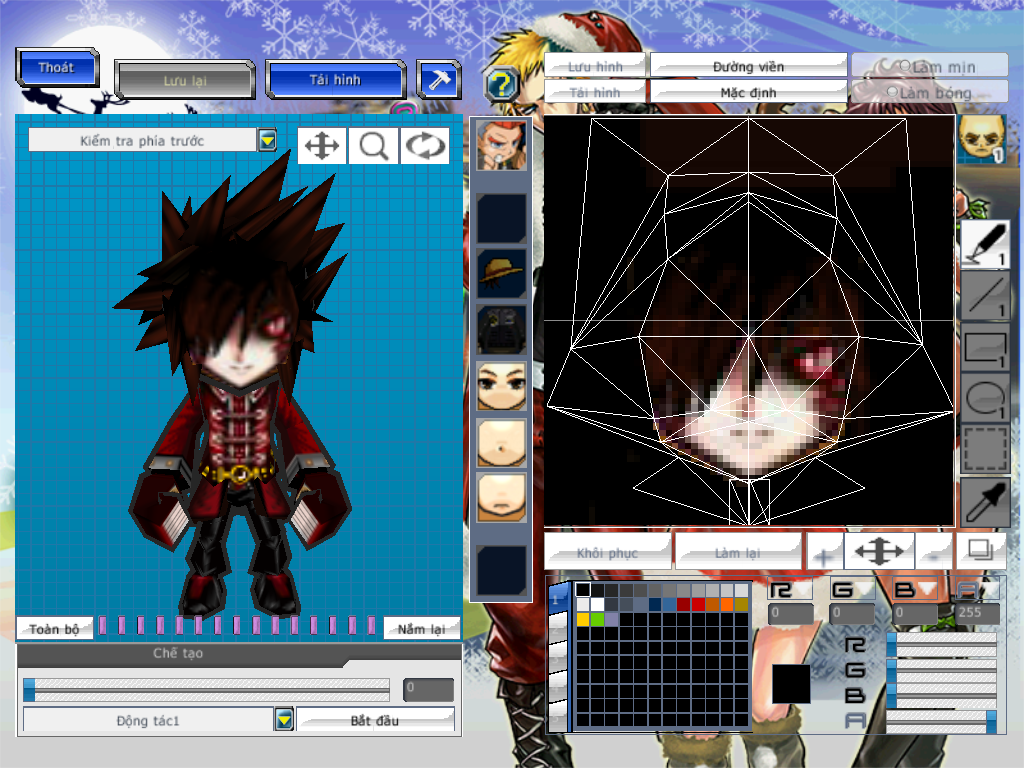 Thoát
Lưu lại
Tải hình
?
Lưu hình
Đường viền
Làm mịn
Tải hình
Mặc định
Làm bóng
Kiểm tra phía trước
1
1
1
1
1
Khôi phục
Làm lại
Toàn bộ
Nắm lại
Chế tạo
0
Động tác1
Bắt đầu
1
R
G
B
A
0
0
0
255
R
G
B
A